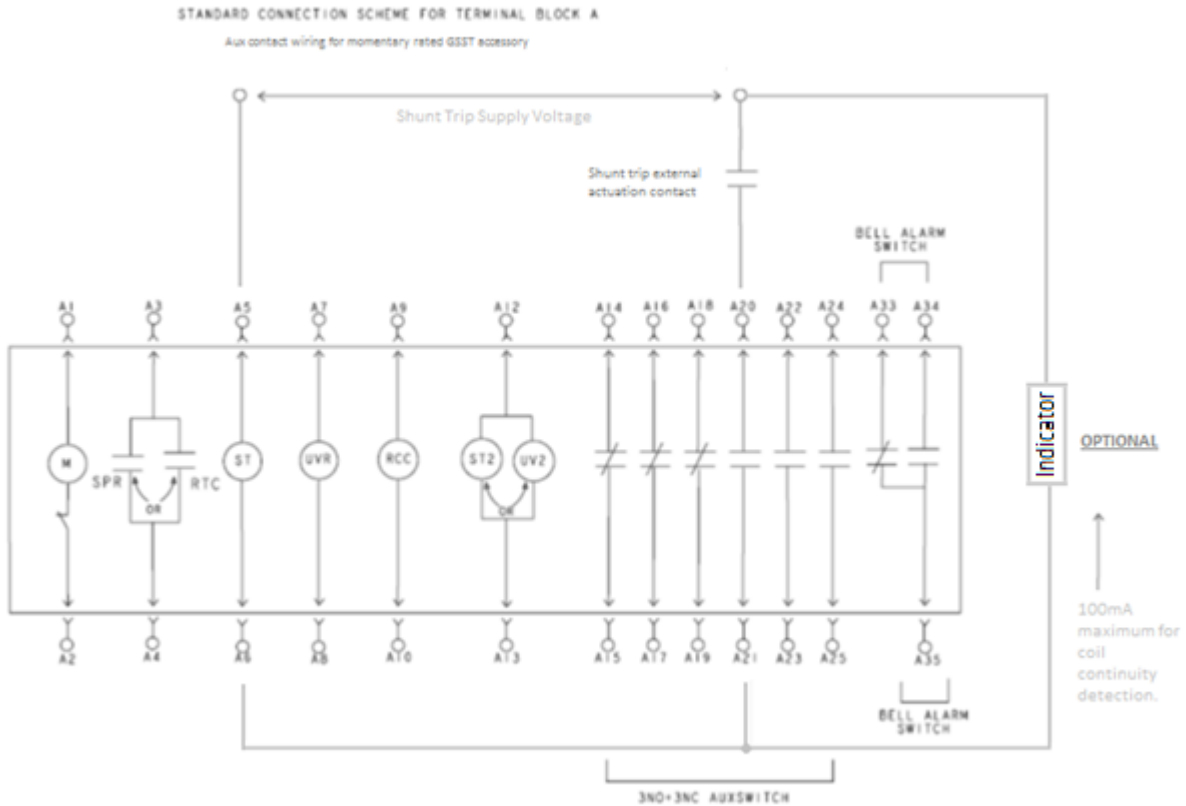 STANDARD CONNECTION SCHEME FOR TERMINAL BLOCK A
Aux contact wiring for momentary rated GSST accessory
Shunt Trip Supply Voltage
Shunt trip external
actuation contact
BELL ALARM
SWITCH
A1 A3 A5 A7 A9 A12 A14 A16 A18 A20 A22 A24 A33 A34
M SPR OR RTC ST UVR RCC ST2 OR UV2
Indicator
OPTIONAL
A2 A4 A6 A8 A10 A13 A15 A17 A19 A21 A23 A25 A35
100mA
maximum for
coil
continuity
detection.
BELL ALARM
SWITCH
3NO+3NC AUXSWITCH